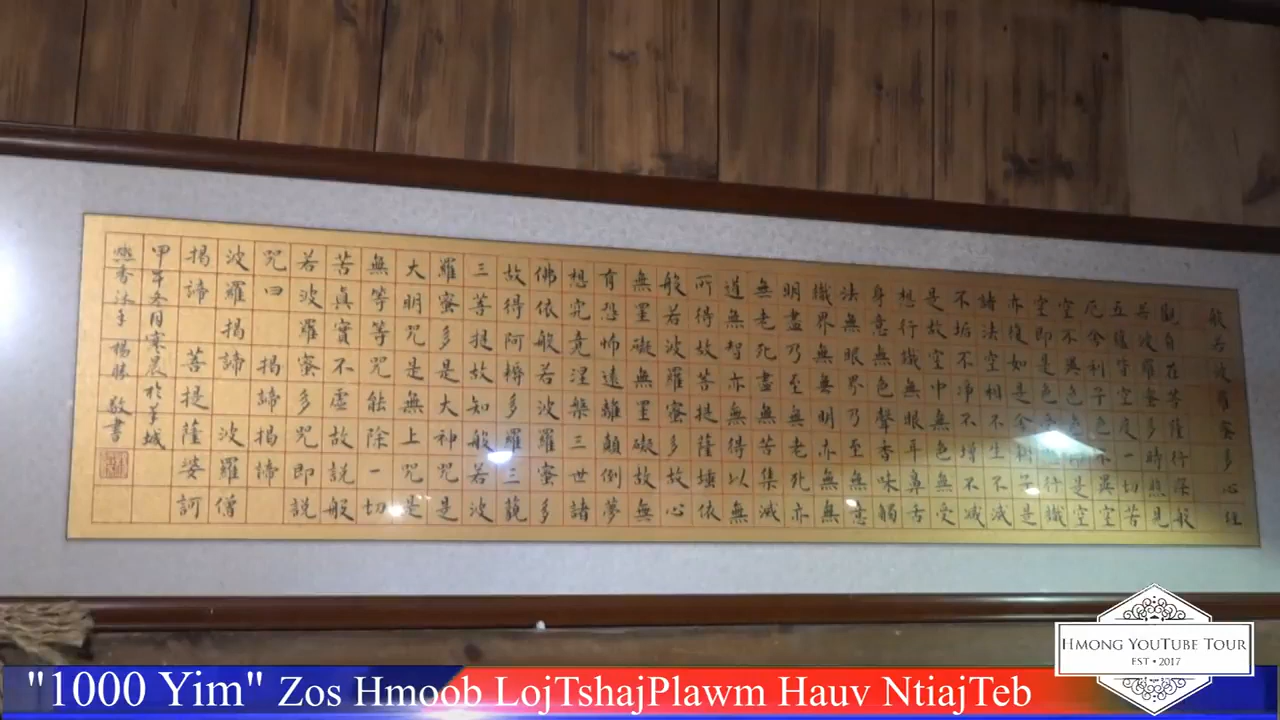 般若波羅蜜多心經
觀自在菩薩行深般
若波羅蜜多時照見
五蘊皆空度一切苦
厄舍利子色不異空
空不異色色即是空
空即是色受想行識
亦復如是舍利子是
諸法空相不生不滅
不垢不淨不增不減
是故空中無色無受
想行識無眼耳鼻舌
身意無色聲香味觸
法無眼界乃至無意
識界無無明亦無無
明盡乃至無老死亦
無老死盡無苦集滅
道無智亦無得以無
所得故菩提薩埵依
般若波羅蜜多故心
無罣礙無罣礙故無
有恐怖遠離顛倒夢
想究竟涅槃三世諸
佛依般若波羅蜜多
故得阿耨多羅三藐
三菩提故知般若波
羅蜜多是大神咒是
大明咒是無上咒是
無等等咒能除一切
苦真實不虛故說般
若波羅蜜多咒即說
咒曰 揭諦揭諦
波羅揭諦 波羅僧
揭諦 菩提薩婆訶
甲午冬月寒晨於羊城
爇香沐手 楊勝 敬書
HMONG YOUTUBE TOUR
EST • 2017
"1000 Yim" Zos Hmoob LojTshajPlawm Hauv NtiajTeb